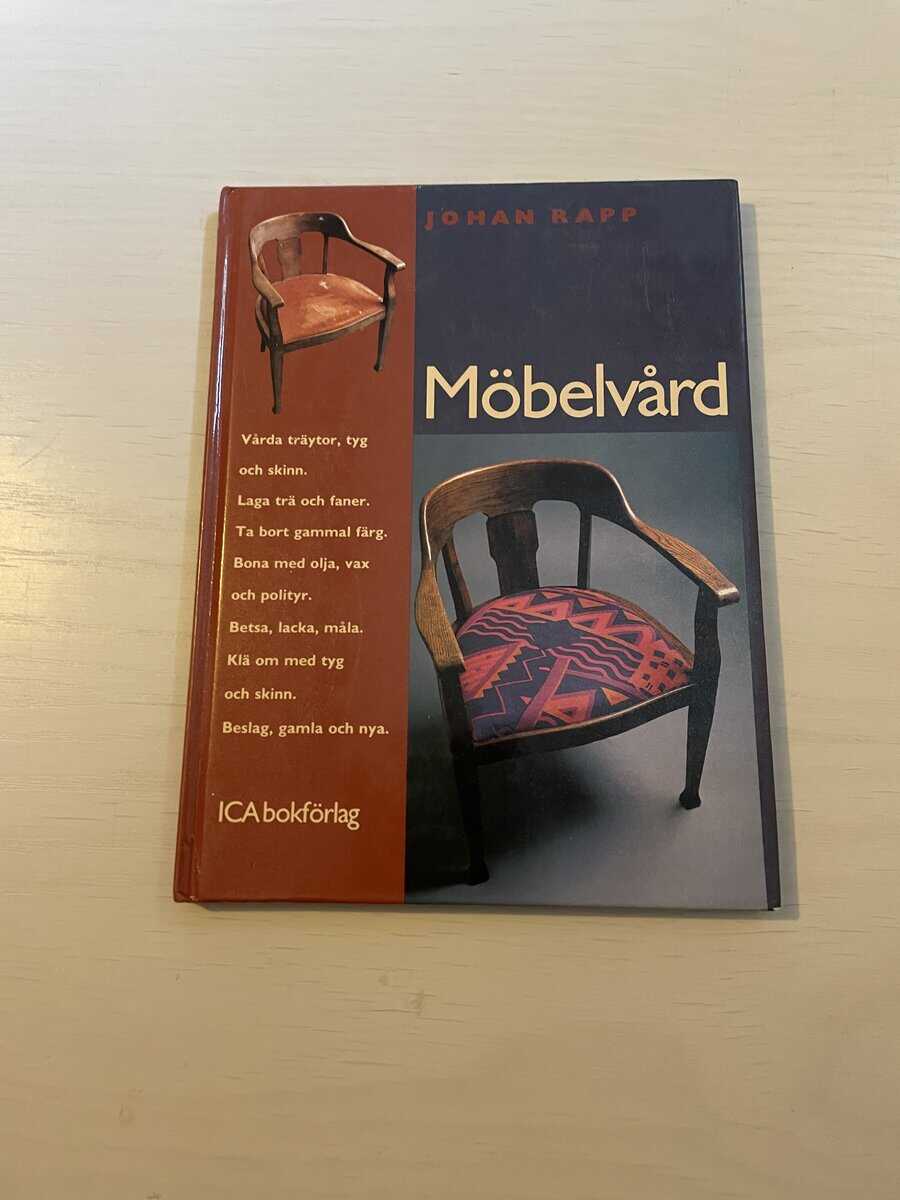 JOHAN RAPP
Möbelvård
Vårda träytor, tyg
och skinn.
Laga trä och faner.
Ta bort gammal färg.
Bona med olja, vax
och polityr.
Betsa, lacka, måla.
Klä om med tyg
och skinn.
Beslag, gamla och nya.
ICA bokförlag